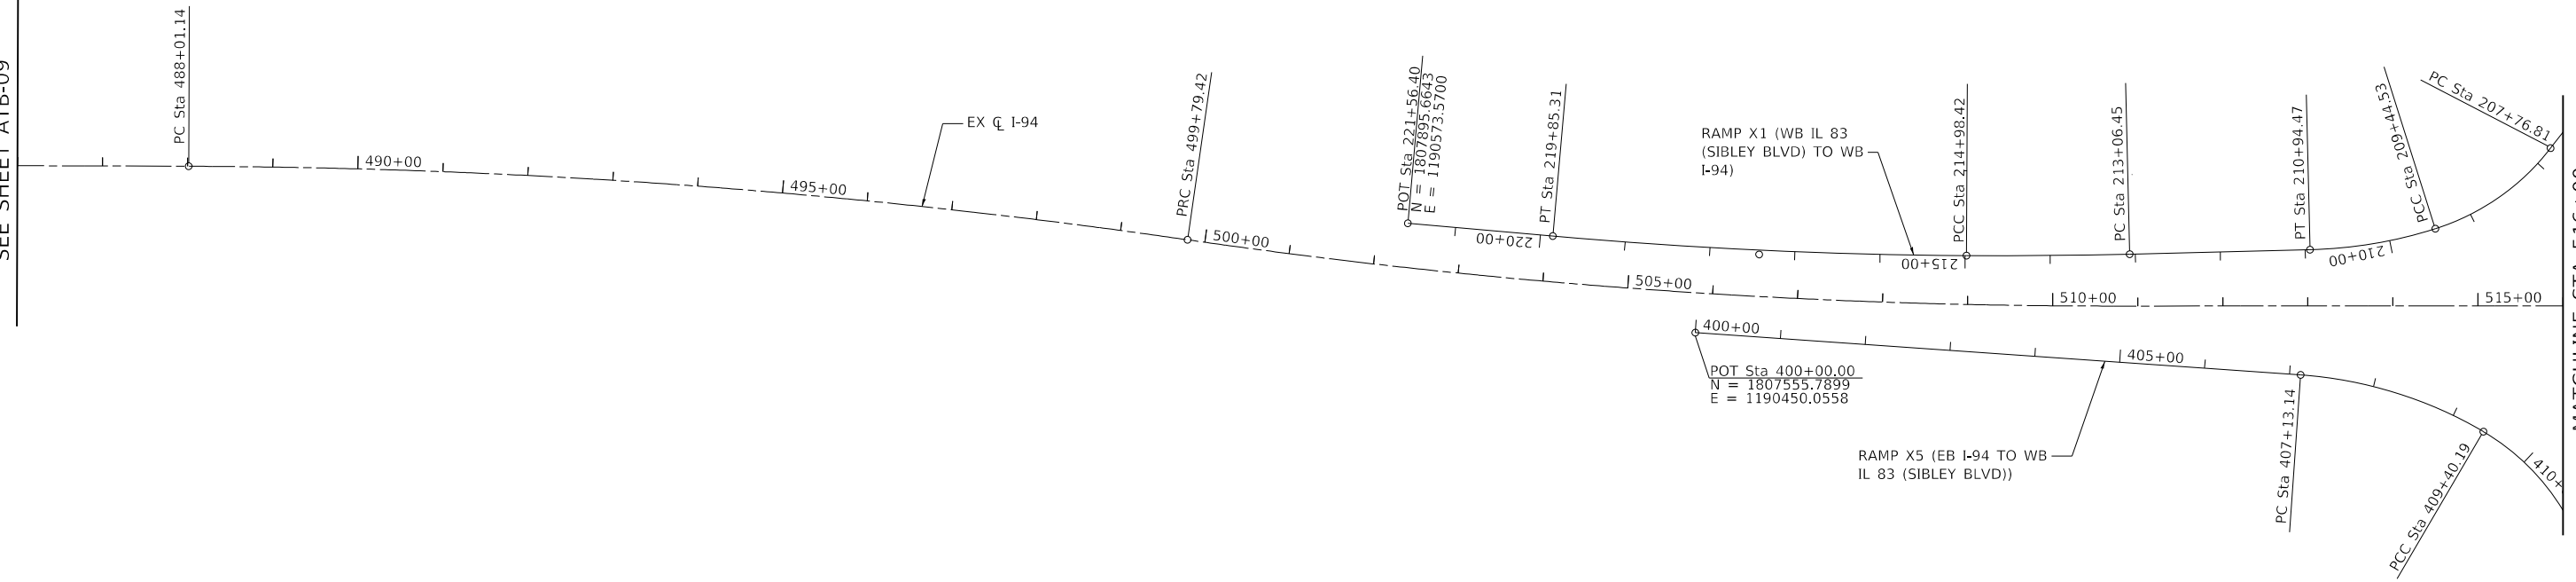 SEE SHEET ATB-09
PC Sta 488+01.14
490+00
495+00
EX ℄ I-94
PRC Sta 499+79.42
500+00
POT Sta 221+56.40
N = 1807895.6643
E = 1190573.5700
220+00
PT Sta 219+85.31
505+00
RAMP X1 (WB IL 83
(SIBLEY BLVD) TO WB
I-94)
215+00
PCC Sta 214+98.42
510+00
PC Sta 213+06.45
PT Sta 210+94.47
210+00
PCC Sta 209+44.53
PC Sta 207+76.81
515+00
400+00
POT Sta 400+00.00
N = 1807555.7899
E = 1190450.0558
405+00
RAMP X5 (EB I-94 TO WB
IL 83 (SIBLEY BLVD))
PC Sta 407+13.14
PCC Sta 409+40.19
410+